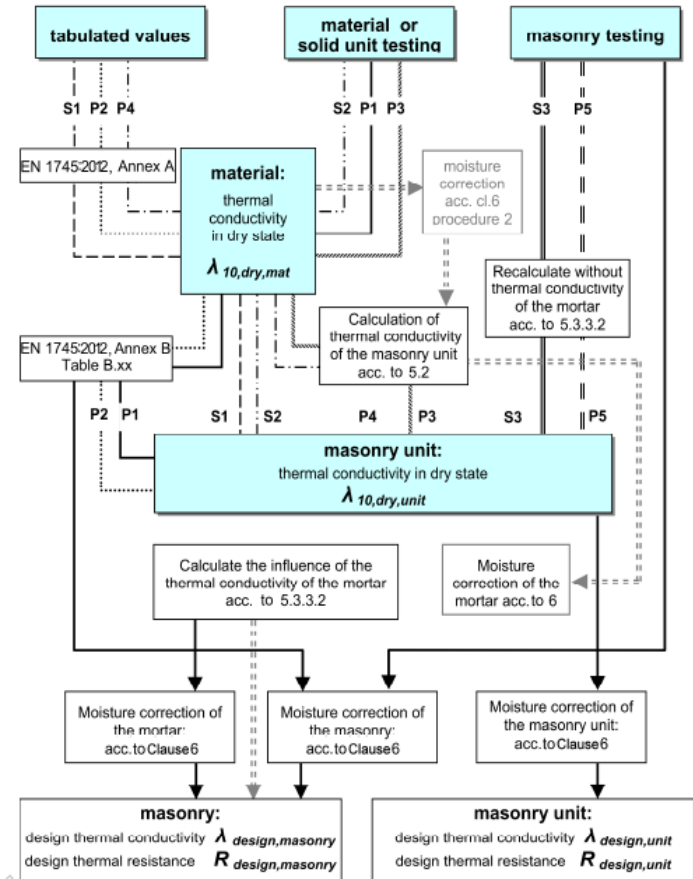 tabulated values
material or
solid unit testing
masonry testing
S1 P2 P4
S2 P1 P3
S3 P5
EN 1745:2012, Annex A
material:
thermal
conductivity
in dry state
λ 10,dry,mat
moisture
correction
acc. cl.6
procedure 2
Recalculate without
thermal conductivity
of the mortar
acc. to 5.3.3.2
Calculation of
thermal conductivity
of the masonry unit
acc. to 5.2
EN 1745:2012, Annex B
Table B.xx
P2 P1 S1 S2 P4 P3 S3 P5
masonry unit:
thermal conductivity in dry state
λ 10,dry,unit
Calculate the influence of the
thermal conductivity of the mortar
acc. to 5.3.3.2
Moisture
correction of the
mortar acc. to 6
Moisture correction of
the mortar:
acc.to Clause6
Moisture correction of
the masonry:
acc.to Clause6
Moisture correction of
the masonry unit:
acc.to Clause6
masonry:
design thermal conductivity λ design,masonry
design thermal resistance R design,masonry
masonry unit:
design thermal conductivity λ design,unit
design thermal resistance R design,unit